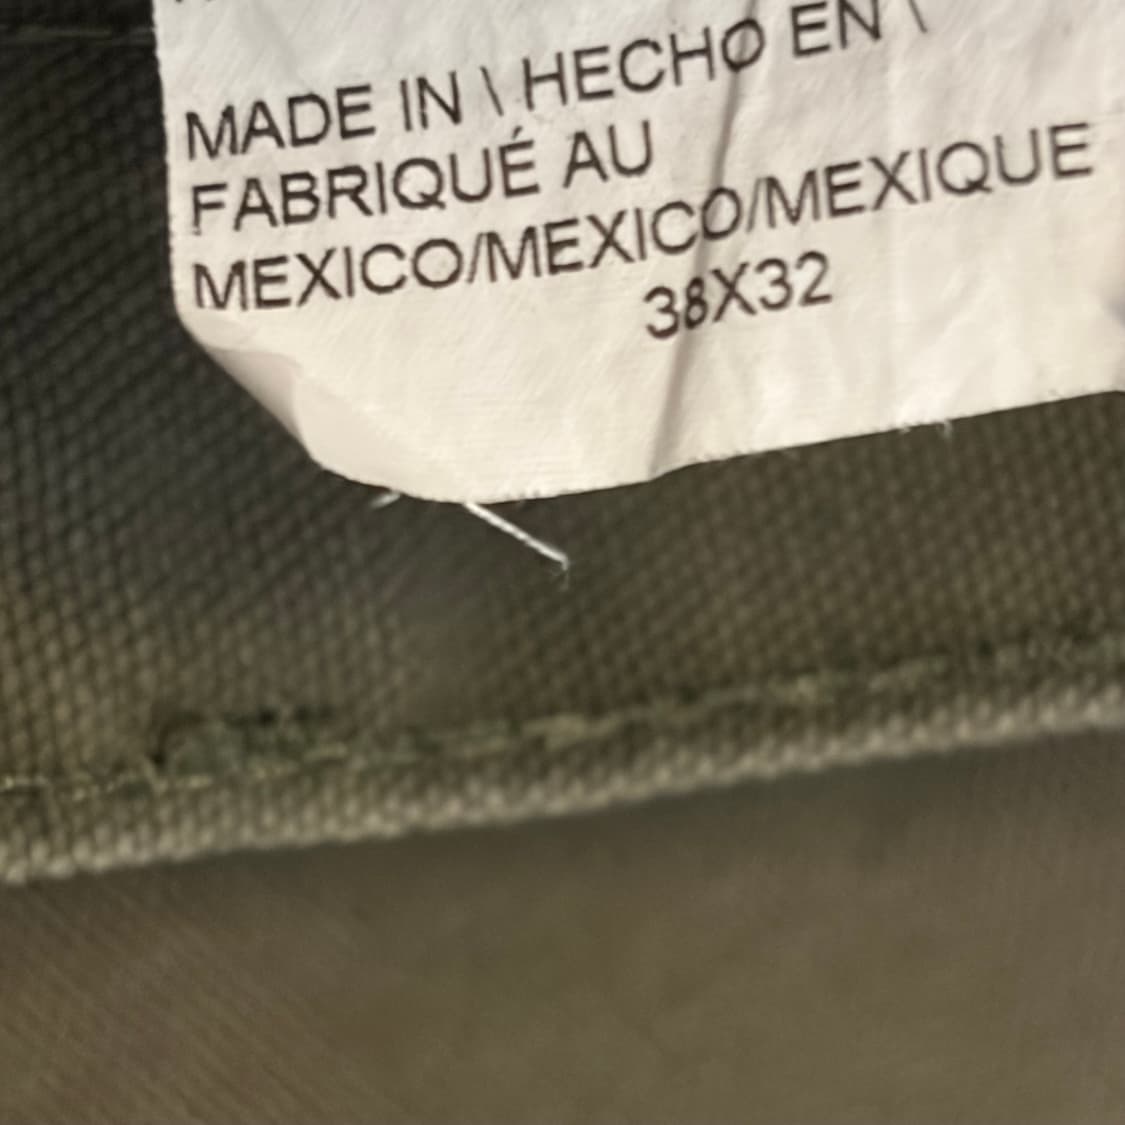 MADE IN \ HECHO EN \
FABRIQUÉ AU
MEXICO/MEXICO/MEXIQUE
38X32